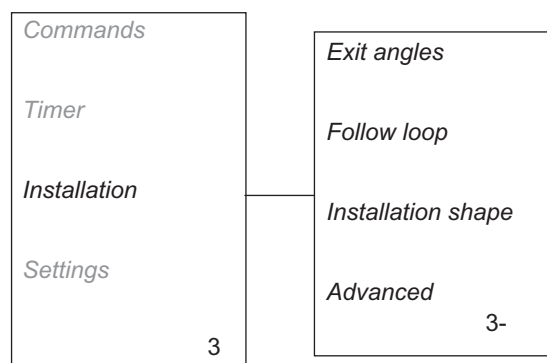 Commands
Timer
Installation
Settings
3
Exit angles
Follow loop
Installation shape
Advanced
3-